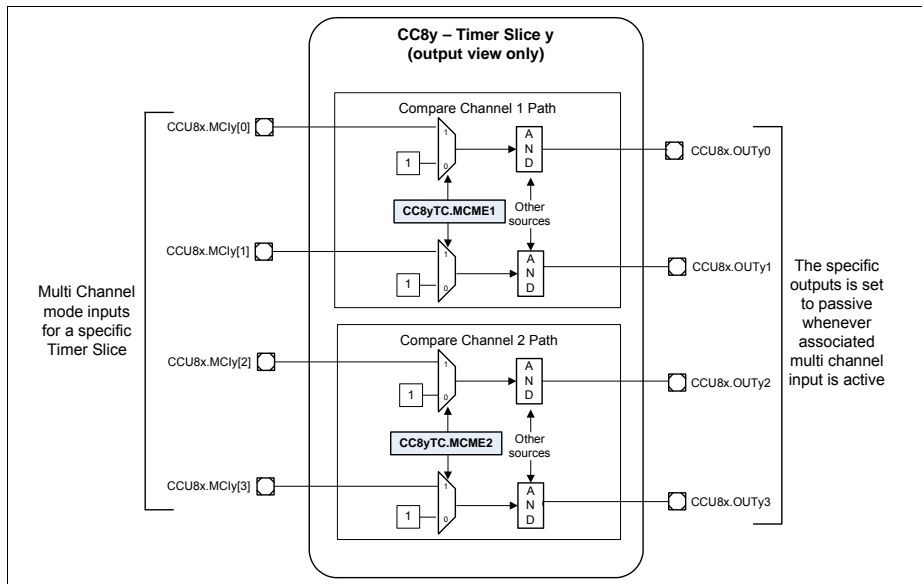 CC8y – Timer Slice y
(output view only)
Compare Channel 1 Path
CCU8x.MCIy[0]
1
0
1
A
N
D
CCU8x.OUTy0
CC8yTC.MCME1
Other
sources
CCU8x.MCIy[1]
1
0
1
A
N
D
CCU8x.OUTy1
Multi Channel
mode inputs
for a specific
Timer Slice
The specific
outputs is set
to passive
whenever
associated
multi channel
input is active
Compare Channel 2 Path
CCU8x.MCIy[2]
1
0
1
A
N
D
CCU8x.OUTy2
CC8yTC.MCME2
Other
sources
CCU8x.MCIy[3]
1
0
1
A
N
D
CCU8x.OUTy3